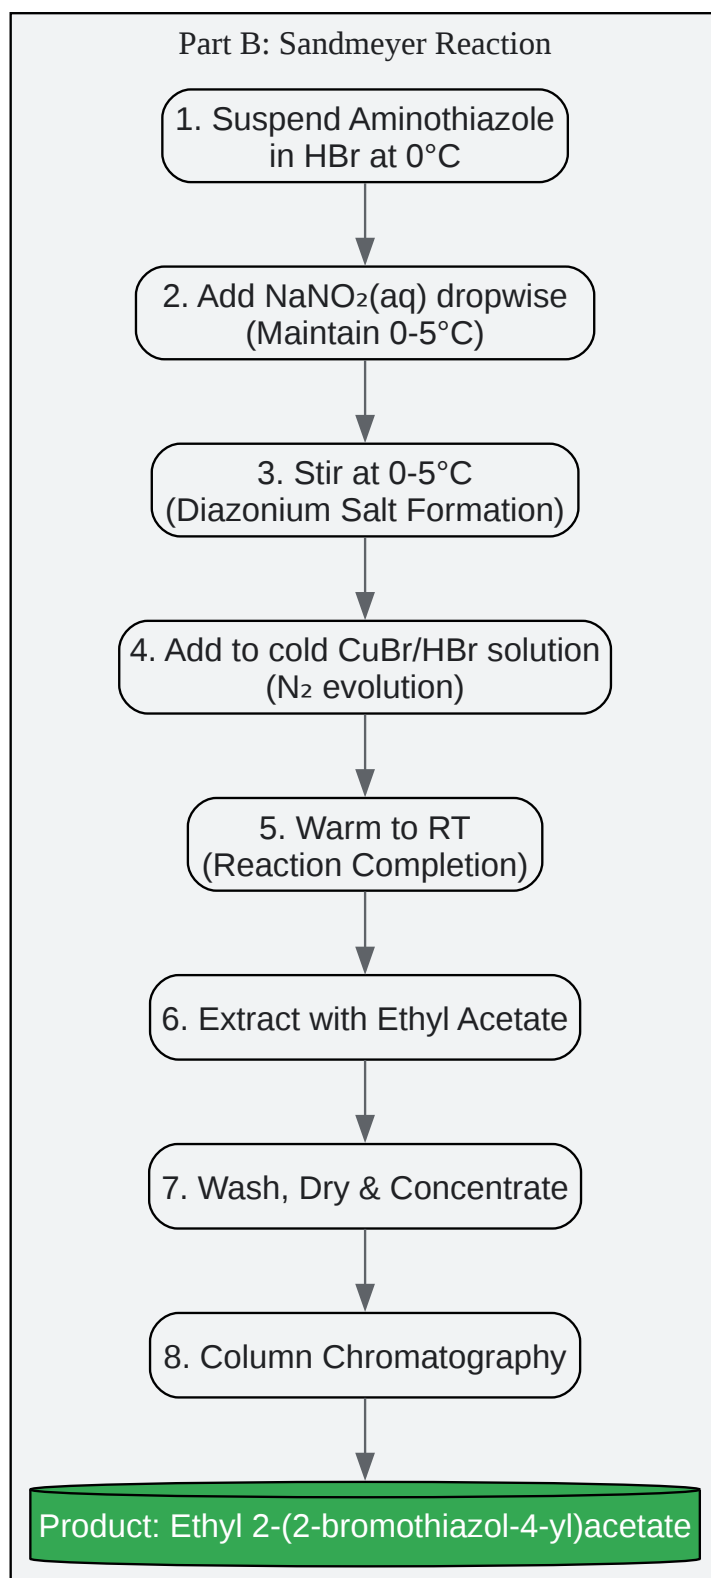 Part B: Sandmeyer Reaction
1. Suspend Aminothiazole
in HBr at 0°C
2. Add NaNO₂(aq) dropwise
(Maintain 0-5°C)
3. Stir at 0-5°C
(Diazonium Salt Formation)
4. Add to cold CuBr/HBr solution
(N₂ evolution)
5. Warm to RT
(Reaction Completion)
6. Extract with Ethyl Acetate
7. Wash, Dry & Concentrate
8. Column Chromatography
Product: Ethyl 2-(2-bromothiazol-4-yl)acetate